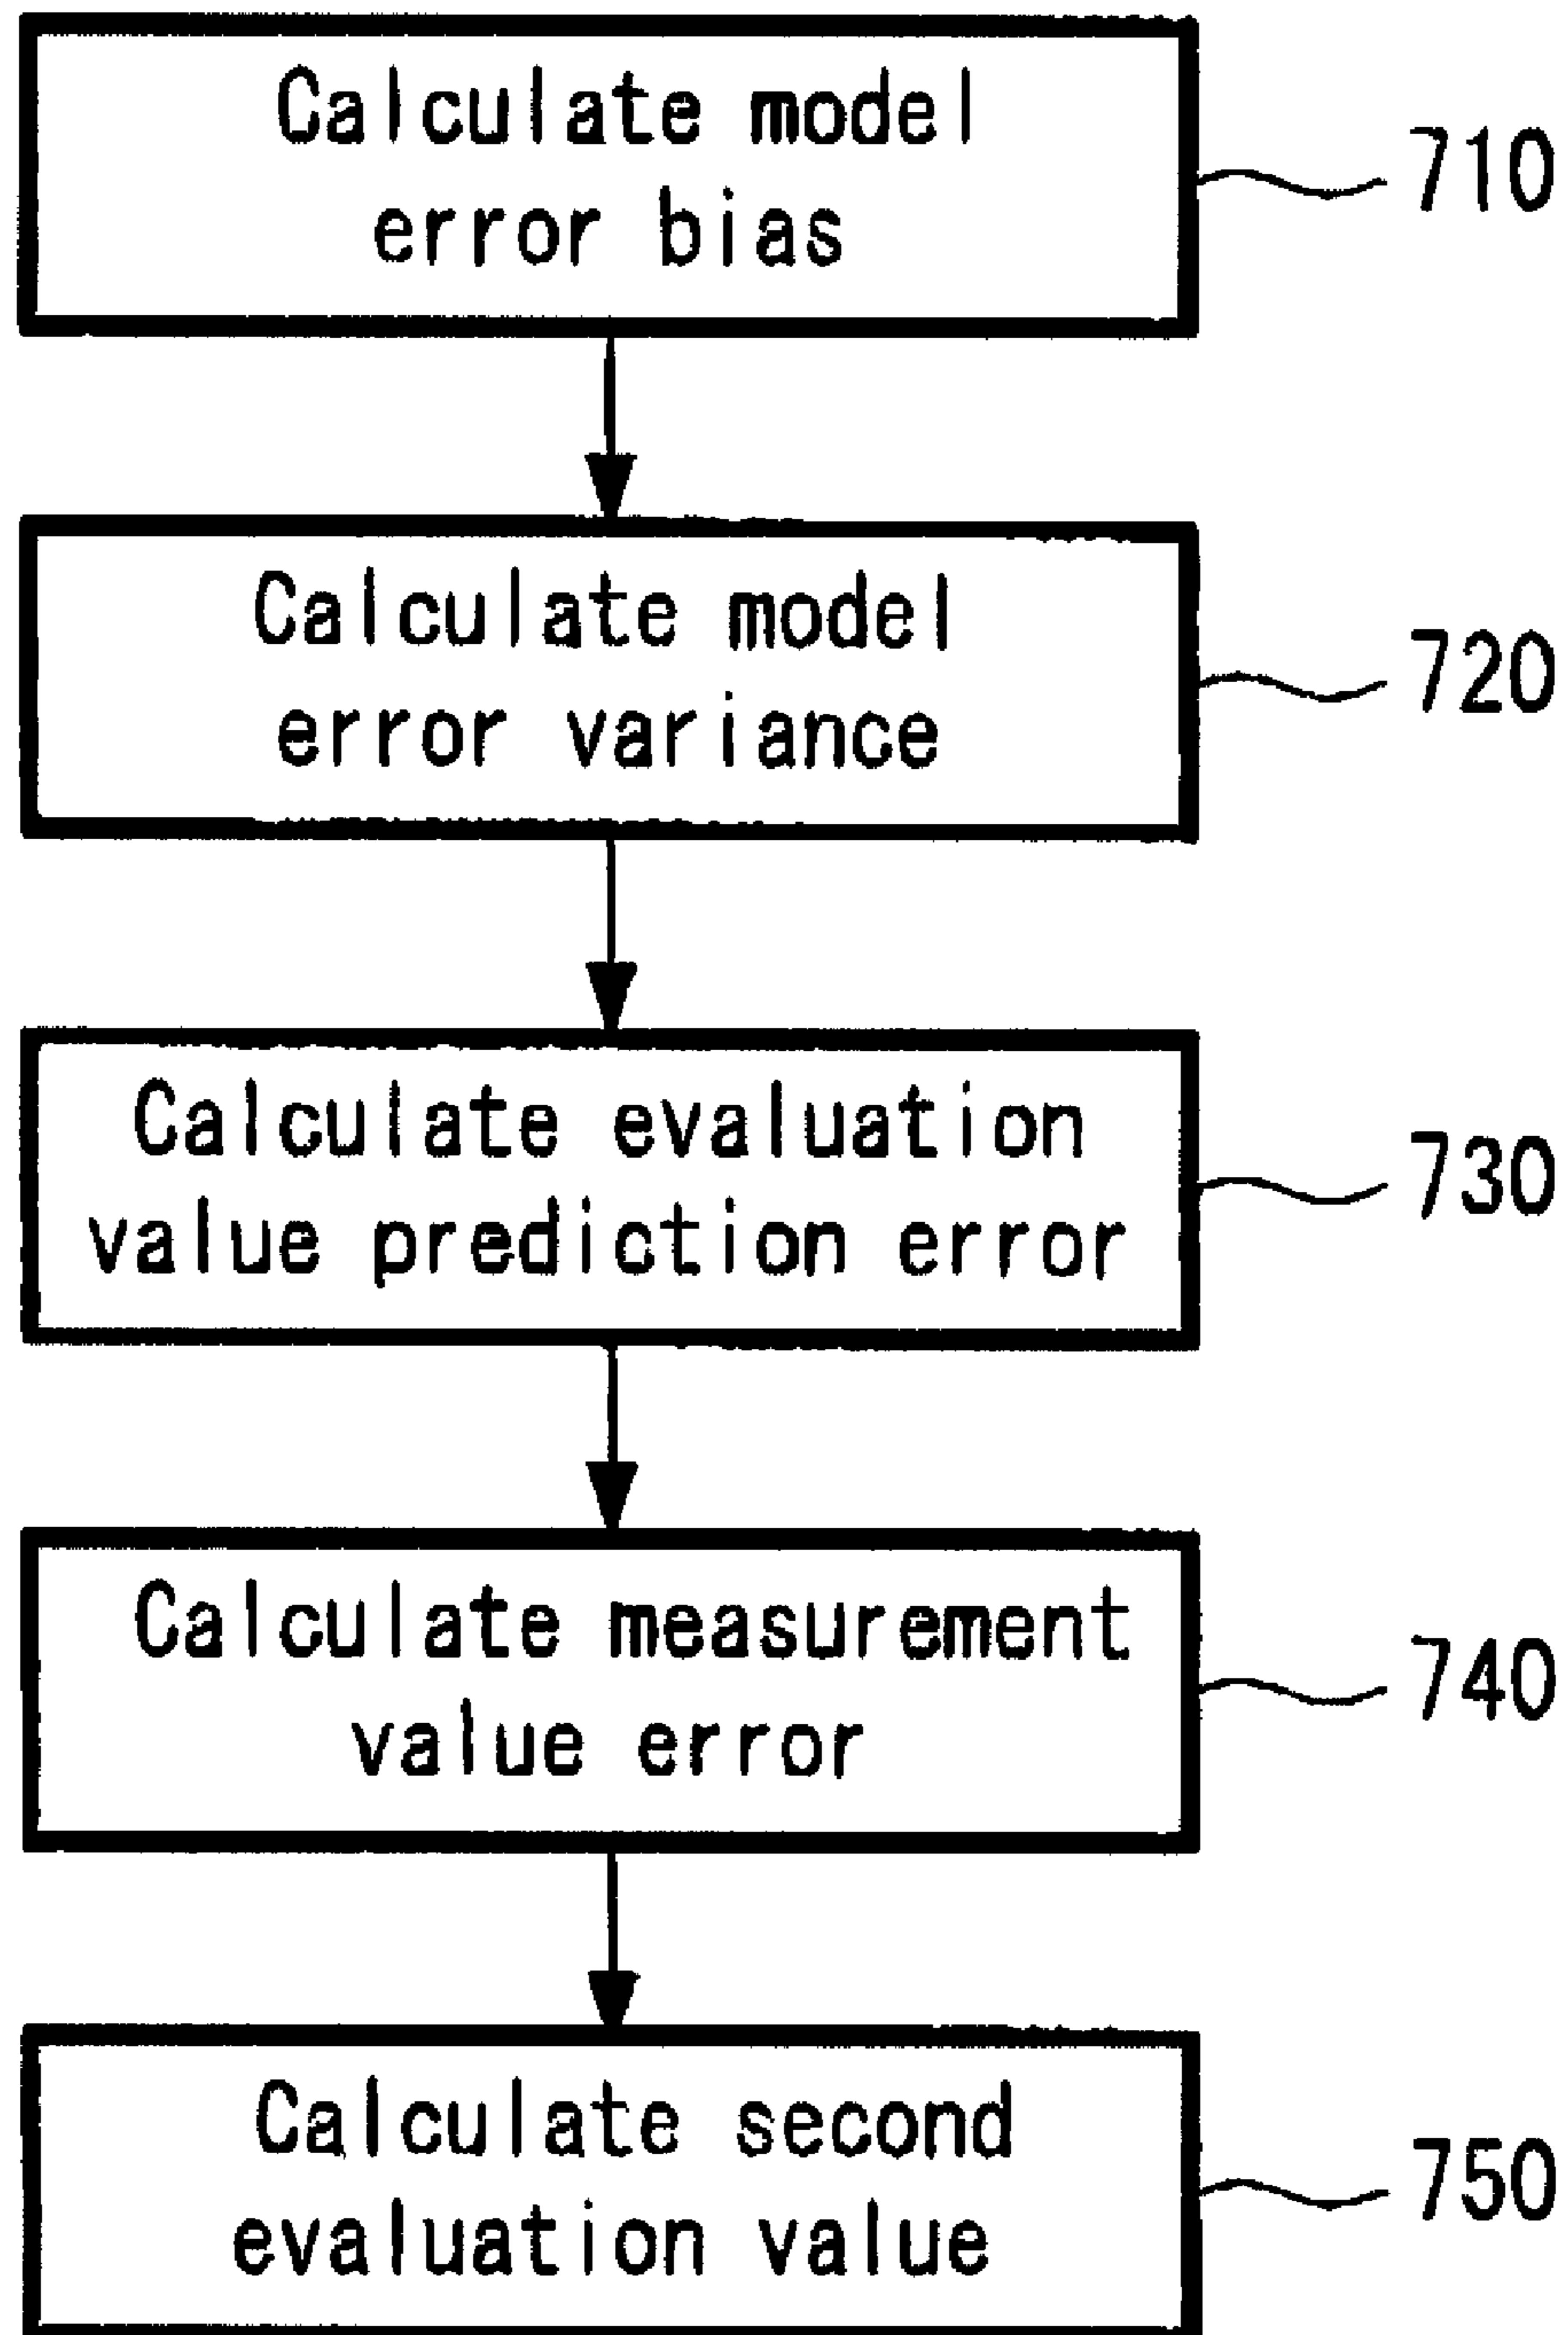 Calculate model
error bias
710
Calculate model
error variance
720
Calculate evaluation
value prediction error
730
Calculate measurement
value error
740
Calculate second
evaluation value
750